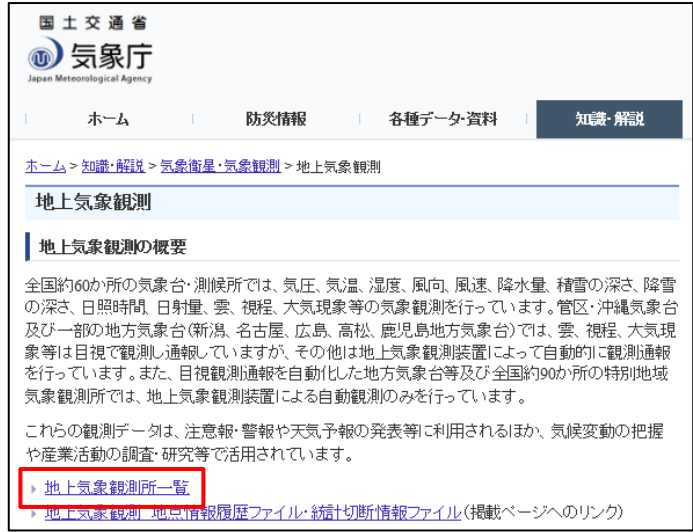 国土交通省
気象庁
Japan Meteorological Agency
ホーム
防災情報
各種データ・資料
知識・解説
ホーム > 知識・解説 > 気象衛星・気象観測 > 地上気象観測
地上気象観測
地上気象観測の概要
全国約60か所の気象台・測候所では、気圧、気温、湿度、風向、風速、降水量、積雪の深さ、降雪
の深さ、日照時間、日射量、雲、視程、大気現象等の気象観測を行っています。管区・沖縄気象台
及び一部の地方気象台(新潟、名古屋、広島、高松、鹿児島地方気象台)では、雲、視程、大気現
象等は目視で観測し通報していますが、その他は地上気象観測装置によって自動的に観測通報
を行っています。また、目視観測通報を自動化した地方気象台等及び全国約90か所の特別地域
気象観測所では、地上気象観測装置による自動観測のみを行っています。
これらの観測データは、注意報・警報や天気予報の発表等に利用されるほか、気候変動の把握
や産業活動の調査・研究等で活用されています。
地上気象観測所一覧
地上気象観測 地点情報履歴ファイル・統計切断情報ファイル(掲載ページへのリンク)